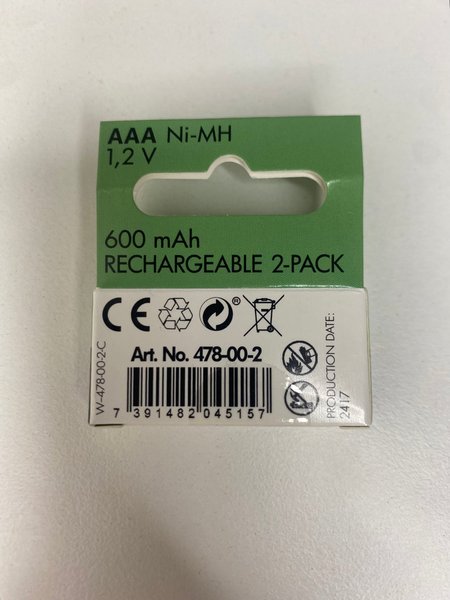 AAA Ni-MH
1,2 V
600 mAh
RECHARGEABLE 2-PACK
CE
Art. No. 478-00-2
7 391482 045157
W-478-00-2-C
PRODUCTION DATE:
2417